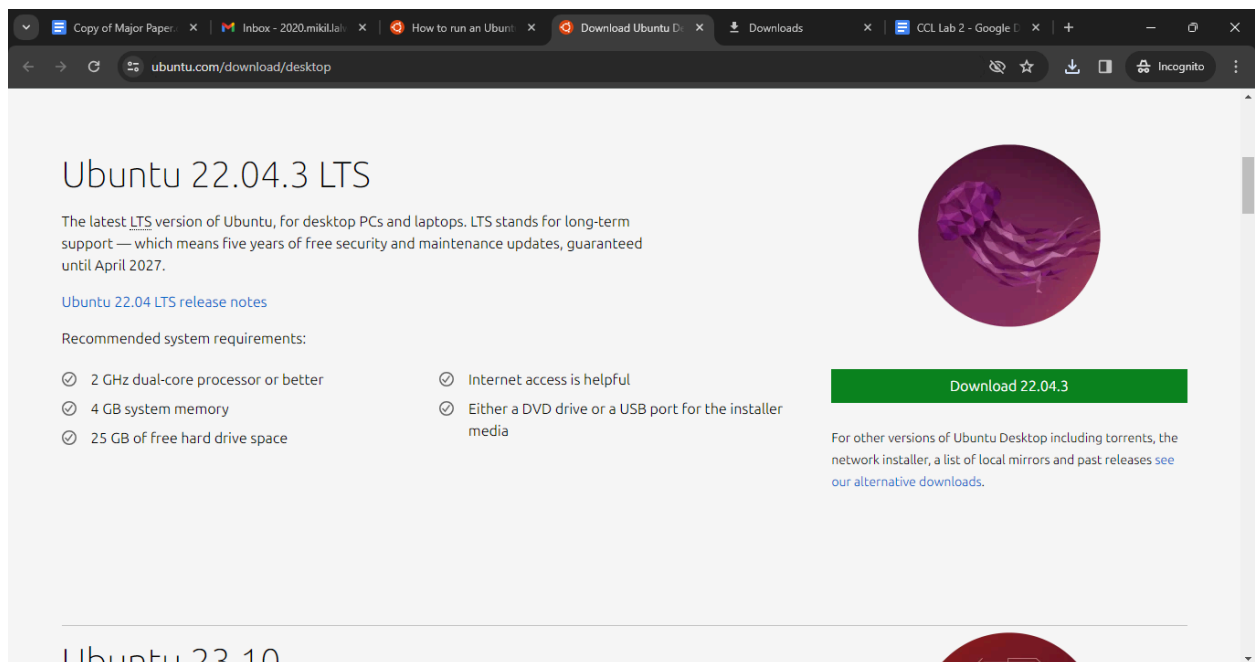 Copy of Major Paper.
Inbox - 2020.mikil.lalv
How to run an Ubunt
Download Ubuntu De
Downloads
CCL Lab 2 - Google D
ubuntu.com/download/desktop
Incognito
Ubuntu 22.04.3 LTS
The latest LTS version of Ubuntu, for desktop PCs and laptops. LTS stands for long-term
support — which means five years of free security and maintenance updates, guaranteed
until April 2027.
Ubuntu 22.04 LTS release notes
Recommended system requirements:
2 GHz dual-core processor or better
4 GB system memory
25 GB of free hard drive space
Internet access is helpful
Either a DVD drive or a USB port for the installer
media
Download 22.04.3
For other versions of Ubuntu Desktop including torrents, the
network installer, a list of local mirrors and past releases see
our alternative downloads.
Ubuntu 23.10